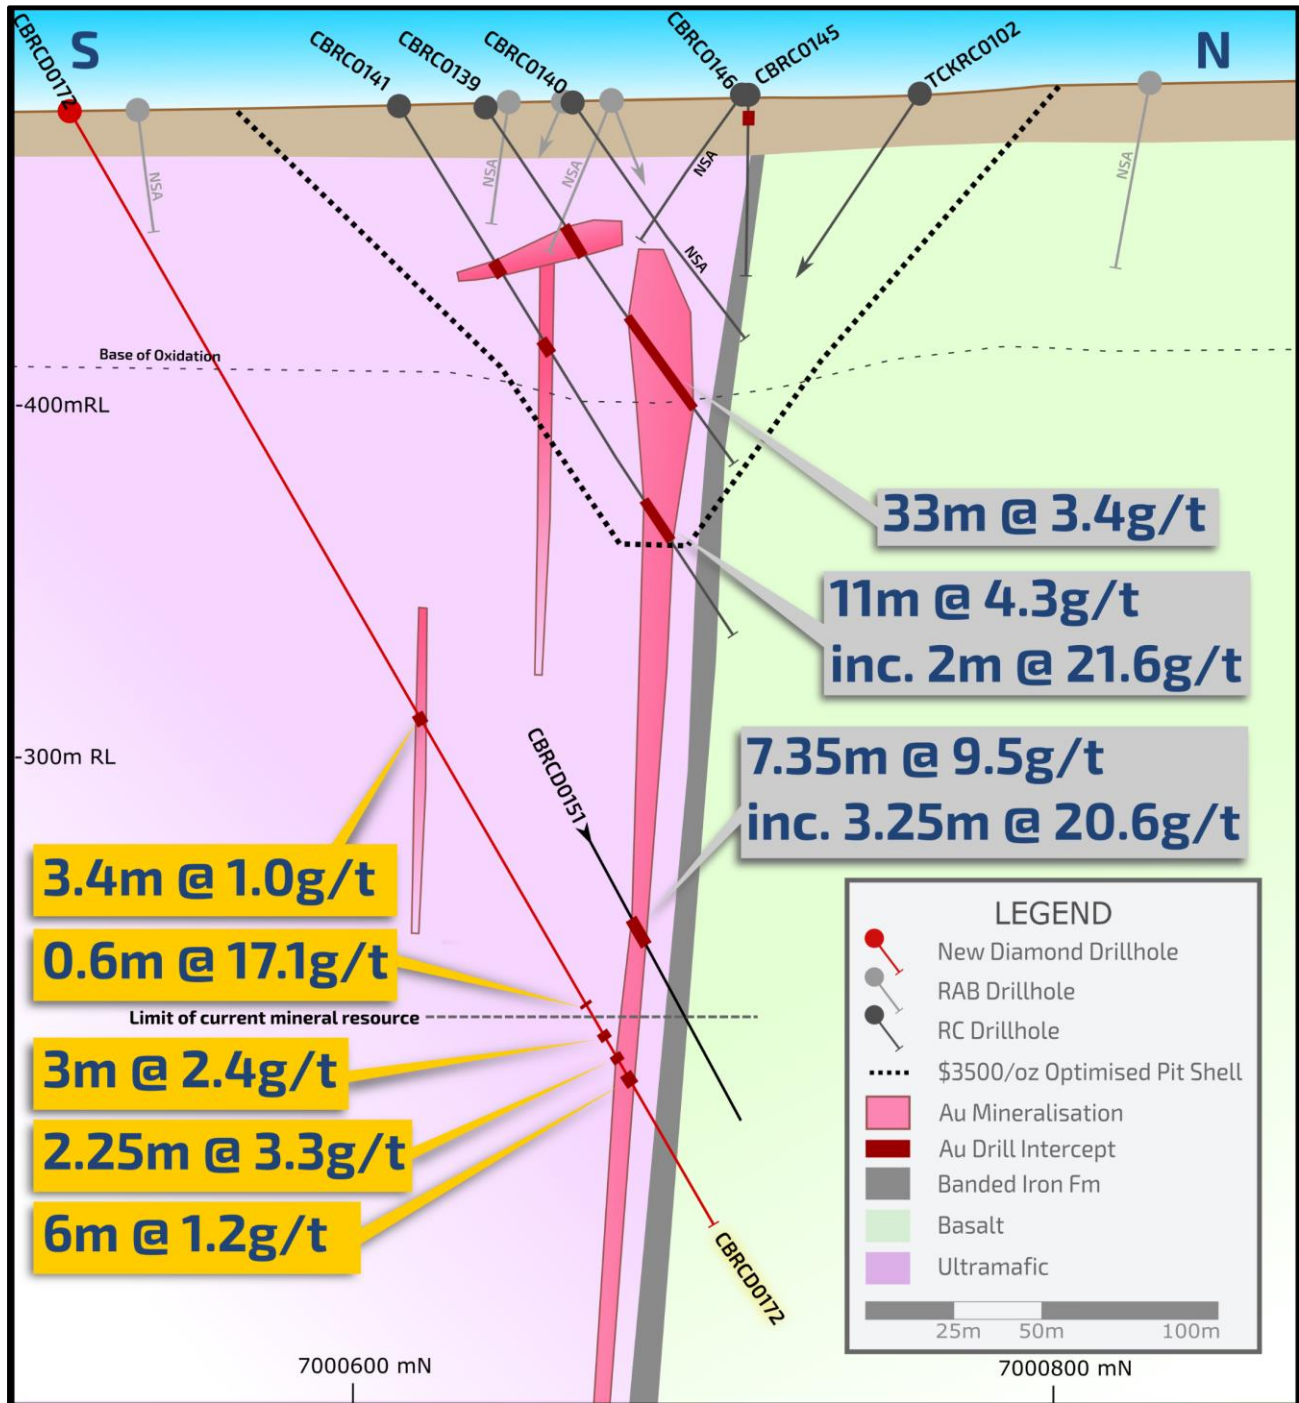 S
N
CBRCD0172
CBRC0141
CBRC0139
CBRC0140
CBRC0146
CBRC0145
TCKRC0102
NSA
NSA
NSA
NSA
NSA
NSA
Base of Oxidation
-400mRL
33m @ 3.4g/t
11m @ 4.3g/t
inc. 2m @ 21.6g/t
-300m RL
CBRCD0151
7.35m @ 9.5g/t
inc. 3.25m @ 20.6g/t
3.4m @ 1.0g/t
0.6m @ 17.1g/t
Limit of current mineral resource
3m @ 2.4g/t
2.25m @ 3.3g/t
6m @ 1.2g/t
CBRCD0172
LEGEND
New Diamond Drillhole
RAB Drillhole
RC Drillhole
$3500/oz Optimised Pit Shell
Au Mineralisation
Au Drill Intercept
Banded Iron Fm
Basalt
Ultramafic
25m 50m 100m
7000600 mN
7000800 mN